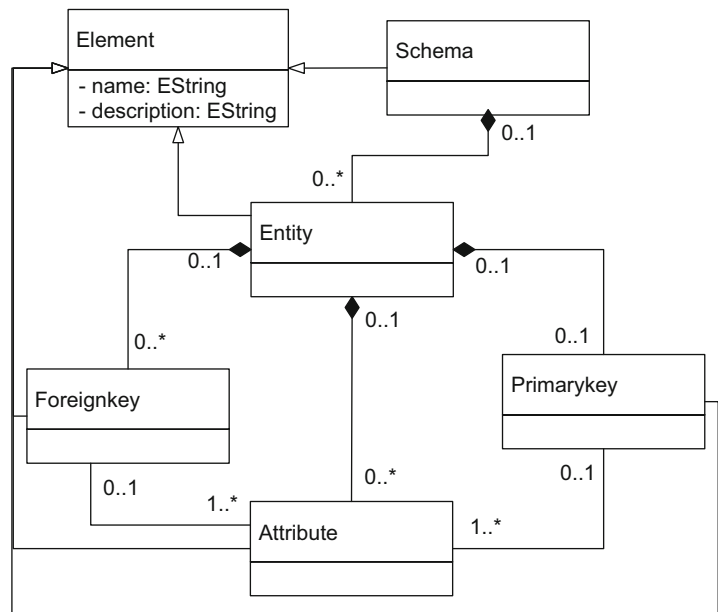 Element
- name: EString
- description: EString
Schema
0..1
0..*
Entity
0..1
0..1
0..1
0..*
0..1
Foreignkey
Primarykey
0..1
1..*
0..*
0..1
1..*
Attribute